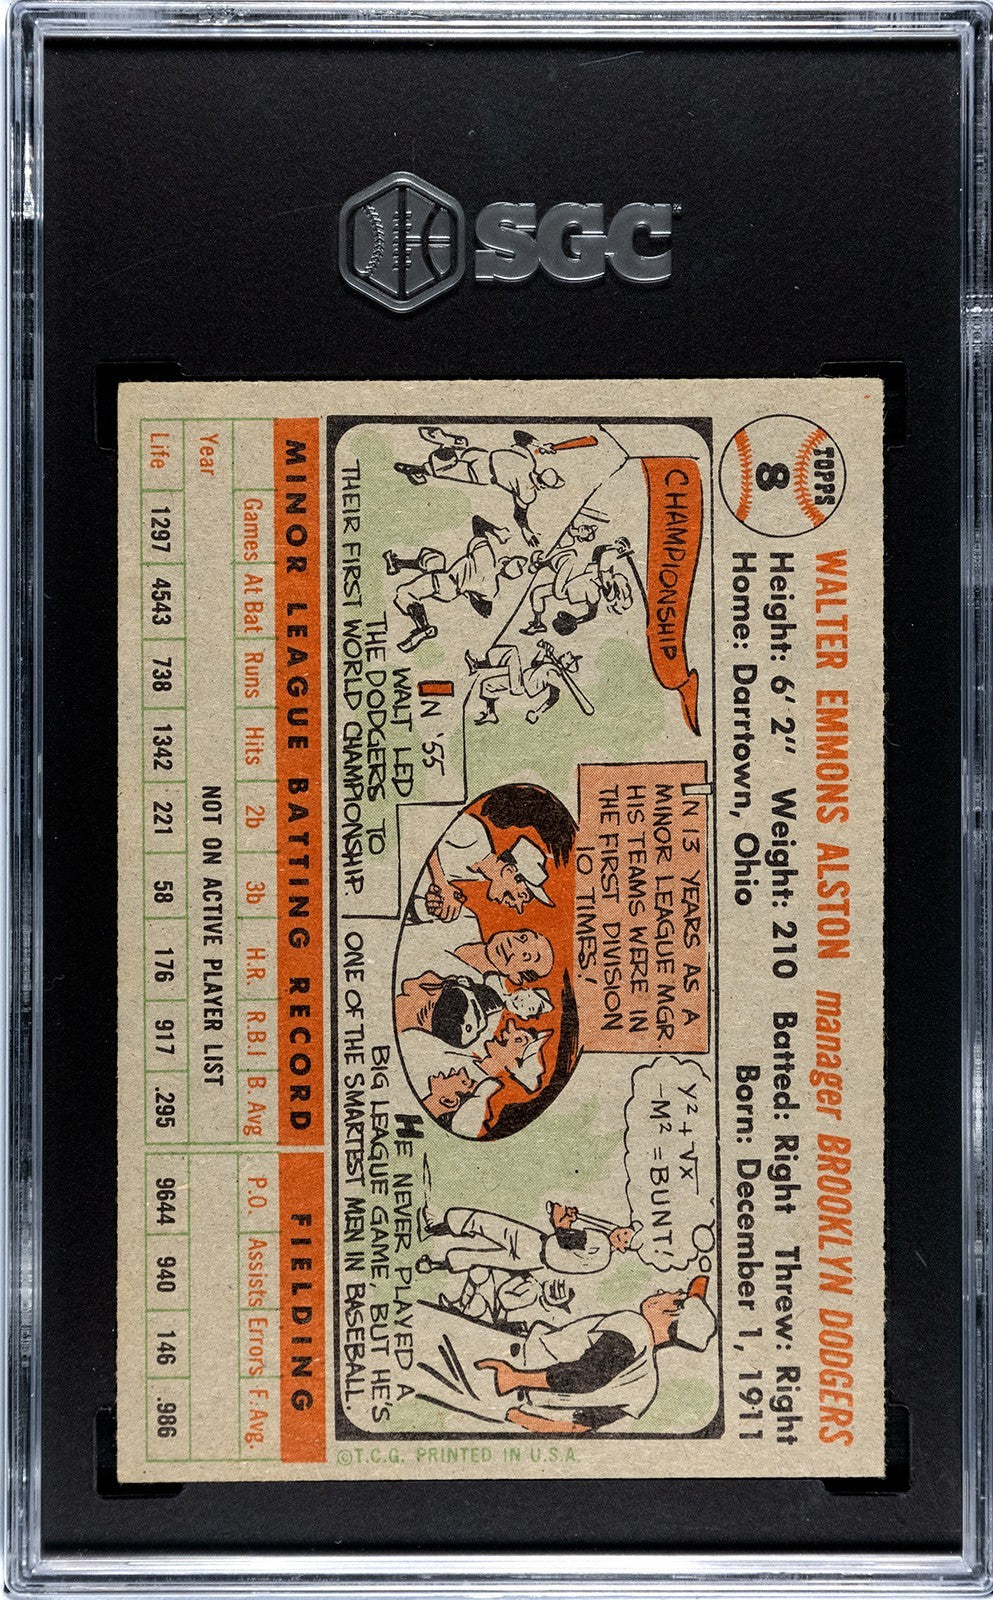 SGC
TOPPS
8
WALTER EMMONS ALSTON manager BROOKLYN DODGERS
Height: 6' 2" Weight: 210 Batted: Right Threw: Right
Home: Darrtown, Ohio Born: December 1, 1911
CHAMPIONSHIP
IN '55
WALT LED
THE DODGERS TO
THEIR FIRST WORLD CHAMPIONSHIP.
IN 13 YEARS AS A
MINOR LEAGUE MGR
HIS TEAMS WERE IN
THE FIRST DIVISION
10 TIMES!
Y² + √X
-M² = BUNT!
HE NEVER PLAYED A
BIG LEAGUE GAME, BUT HE'S
ONE OF THE SMARTEST MEN IN BASEBALL.
©T.C.G. PRINTED IN U.S.A.
MINOR LEAGUE BATTING RECORD FIELDING
Games At Bat Runs Hits 2b 3b H.R. R.B.I B. Avg P.O. Assists Errors F. Avg.
Year NOT ON ACTIVE PLAYER LIST
Life 1297 4543 738 1342 221 58 176 917 .295 9644 940 146 .986